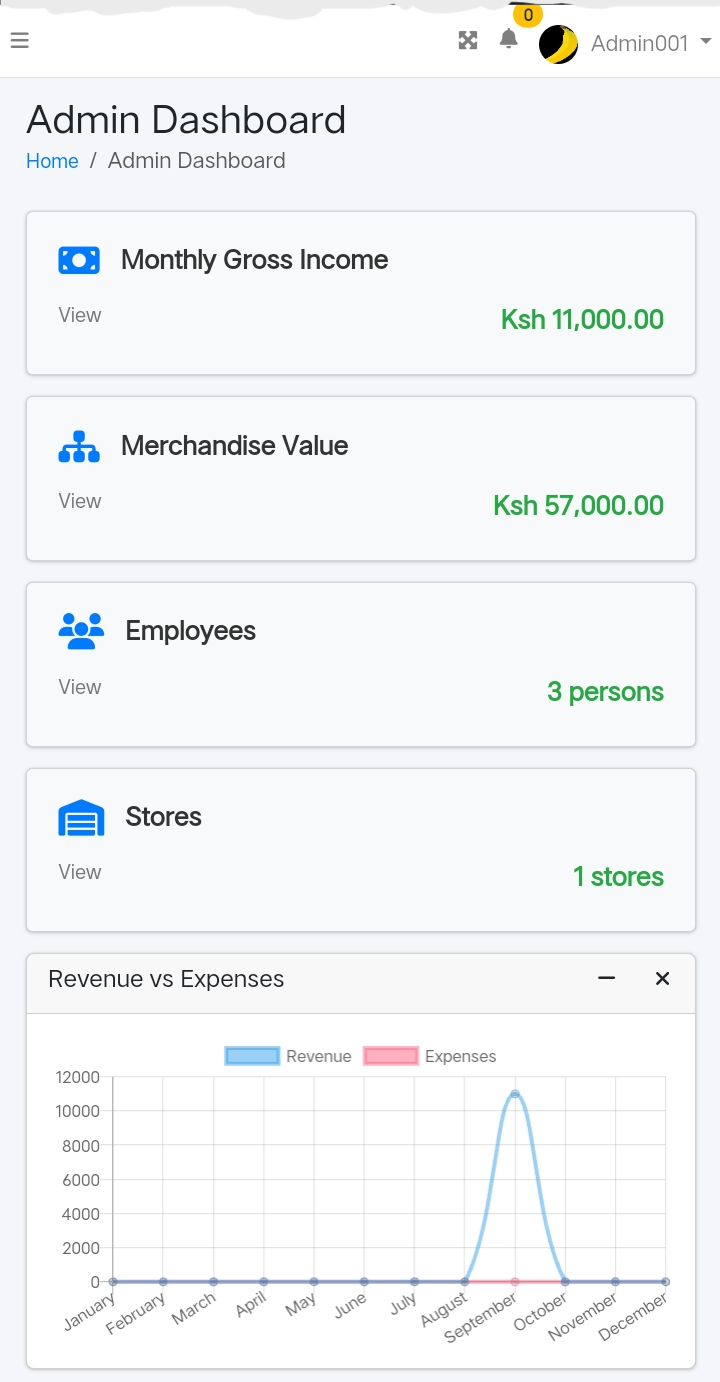 0
Admin001
Admin Dashboard
Home / Admin Dashboard
Monthly Gross Income
View
Ksh 11,000.00
Merchandise Value
View
Ksh 57,000.00
Employees
View
3 persons
Stores
View
1 stores
Revenue vs Expenses
Revenue Expenses
12000
10000
8000
6000
4000
2000
0
January February March April May June July August September October November December